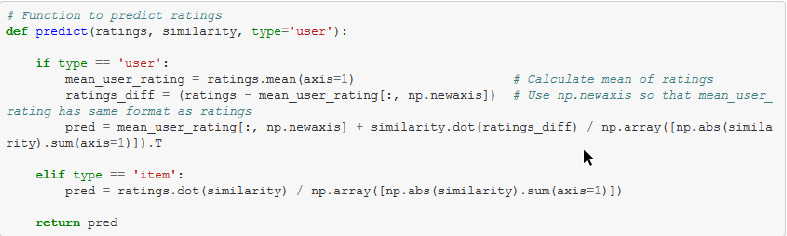 # Function to predict ratings
def predict(ratings, similarity, type='user'):
if type == 'user':
mean_user_rating = ratings.mean(axis=1) # Calculate mean of ratings
ratings_diff = (ratings - mean_user_rating[:, np.newaxis]) # Use np.newaxis so that mean_user_
rating has same format as ratings
pred = mean_user_rating[:, np.newaxis] + similarity.dot(ratings_diff) / np.array([np.abs(simila
rity).sum(axis=1)]).T
elif type == 'item':
pred = ratings.dot(similarity) / np.array([np.abs(similarity).sum(axis=1)])
return pred